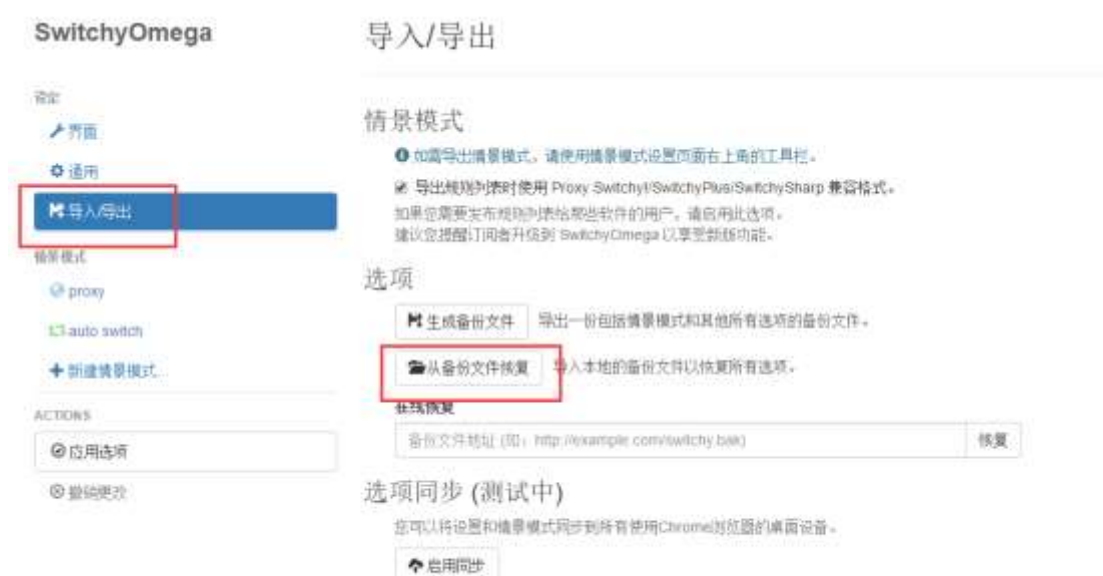 SwitchyOmega
导入/导出
设定
界面
通用
导入/导出
情景模式
proxy
auto switch
新建情景模式...
ACTIONS
应用选项
撤销更改
情景模式
如需导出情景模式，请使用情景模式设置页面右上角的工具栏。
导出规则列表时使用 Proxy Switchy!/SwitchyPlus/SwitchySharp 兼容格式。
如果您需要发布规则列表给那些软件的用户，请启用此选项。
建议您提醒订阅者升级到 SwitchyOmega 以享受新版功能。
选项
生成备份文件 导出一份包括情景模式和其他所有选项的备份文件。
从备份文件恢复 导入本地的备份文件以恢复所有选项。
在线恢复
备份文件地址 (如：http://example.com/switchy.bak) 恢复
选项同步 (测试中)
您可以将设置和情景模式同步到所有使用Chrome浏览器的桌面设备。
启用同步